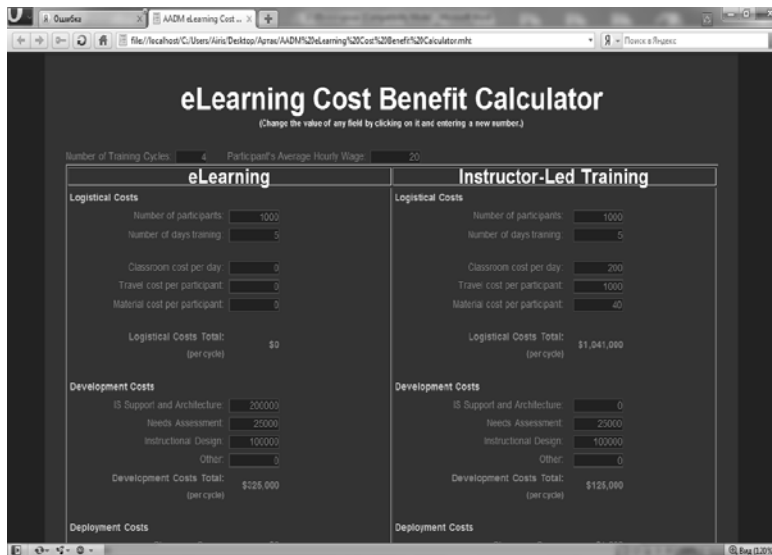 Я Ошибка
AADM eLearning Cost ...
file://localhost/C:/Users/Airis/Desktop/Артак/AADM%20eLearning%20Cost%20Benefit%20Calculator.mht
Я Поиск в Яндекс
eLearning Cost Benefit Calculator
(Change the value of any field by clicking on it and entering a new number.)
Number of Training Cycles: 4 Participant's Average Hourly Wage: 20
eLearning
Logistical Costs
Number of participants: 1000
Number of days training: 5
Classroom cost per day: 0
Travel cost per participant: 0
Material cost per participant: 0
Logistical Costs Total: $0
(per cycle)
Development Costs
IS Support and Architecture: 200000
Needs Assessment: 25000
Instructional Design: 100000
Other: 0
Development Costs Total: $325,000
(per cycle)
Deployment Costs
Instructor-Led Training
Logistical Costs
Number of participants: 1000
Number of days training: 5
Classroom cost per day: 200
Travel cost per participant: 1000
Material cost per participant: 40
Logistical Costs Total: $1,041,000
(per cycle)
Development Costs
IS Support and Architecture: 0
Needs Assessment: 25000
Instructional Design: 100000
Other: 0
Development Costs Total: $125,000
(per cycle)
Deployment Costs